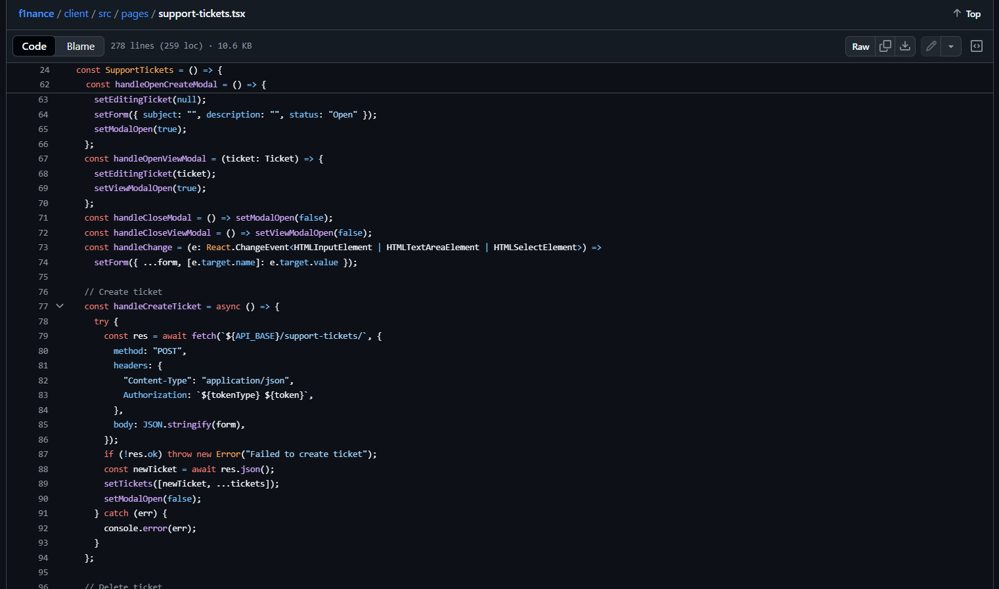 f1nance / client / src / pages / support-tickets.tsx
Top
Code Blame 278 lines (259 loc) · 10.6 KB Raw
24 const SupportTickets = () => {
62 const handleOpenCreateModal = () => {
63 setEditingTicket(null);
64 setForm({ subject: "", description: "", status: "Open" });
65 setModalOpen(true);
66 };
67 const handleOpenViewModal = (ticket: Ticket) => {
68 setEditingTicket(ticket);
69 setViewModalOpen(true);
70 };
71 const handleCloseModal = () => setModalOpen(false);
72 const handleCloseViewModal = () => setViewModalOpen(false);
73 const handleChange = (e: React.ChangeEvent<HTMLInputElement | HTMLTextAreaElement | HTMLSelectElement>) =>
74 setForm({ ...form, [e.target.name]: e.target.value });
75
76 // Create ticket
77 const handleCreateTicket = async () => {
78 try {
79 const res = await fetch(`${API_BASE}/support-tickets/`, {
80 method: "POST",
81 headers: {
82 "Content-Type": "application/json",
83 Authorization: `${tokenType} ${token}`,
84 },
85 body: JSON.stringify(form),
86 });
87 if (!res.ok) throw new Error("Failed to create ticket");
88 const newTicket = await res.json();
89 setTickets([newTicket, ...tickets]);
90 setModalOpen(false);
91 } catch (err) {
92 console.error(err);
93 }
94 };
95
96 // Delete ticket